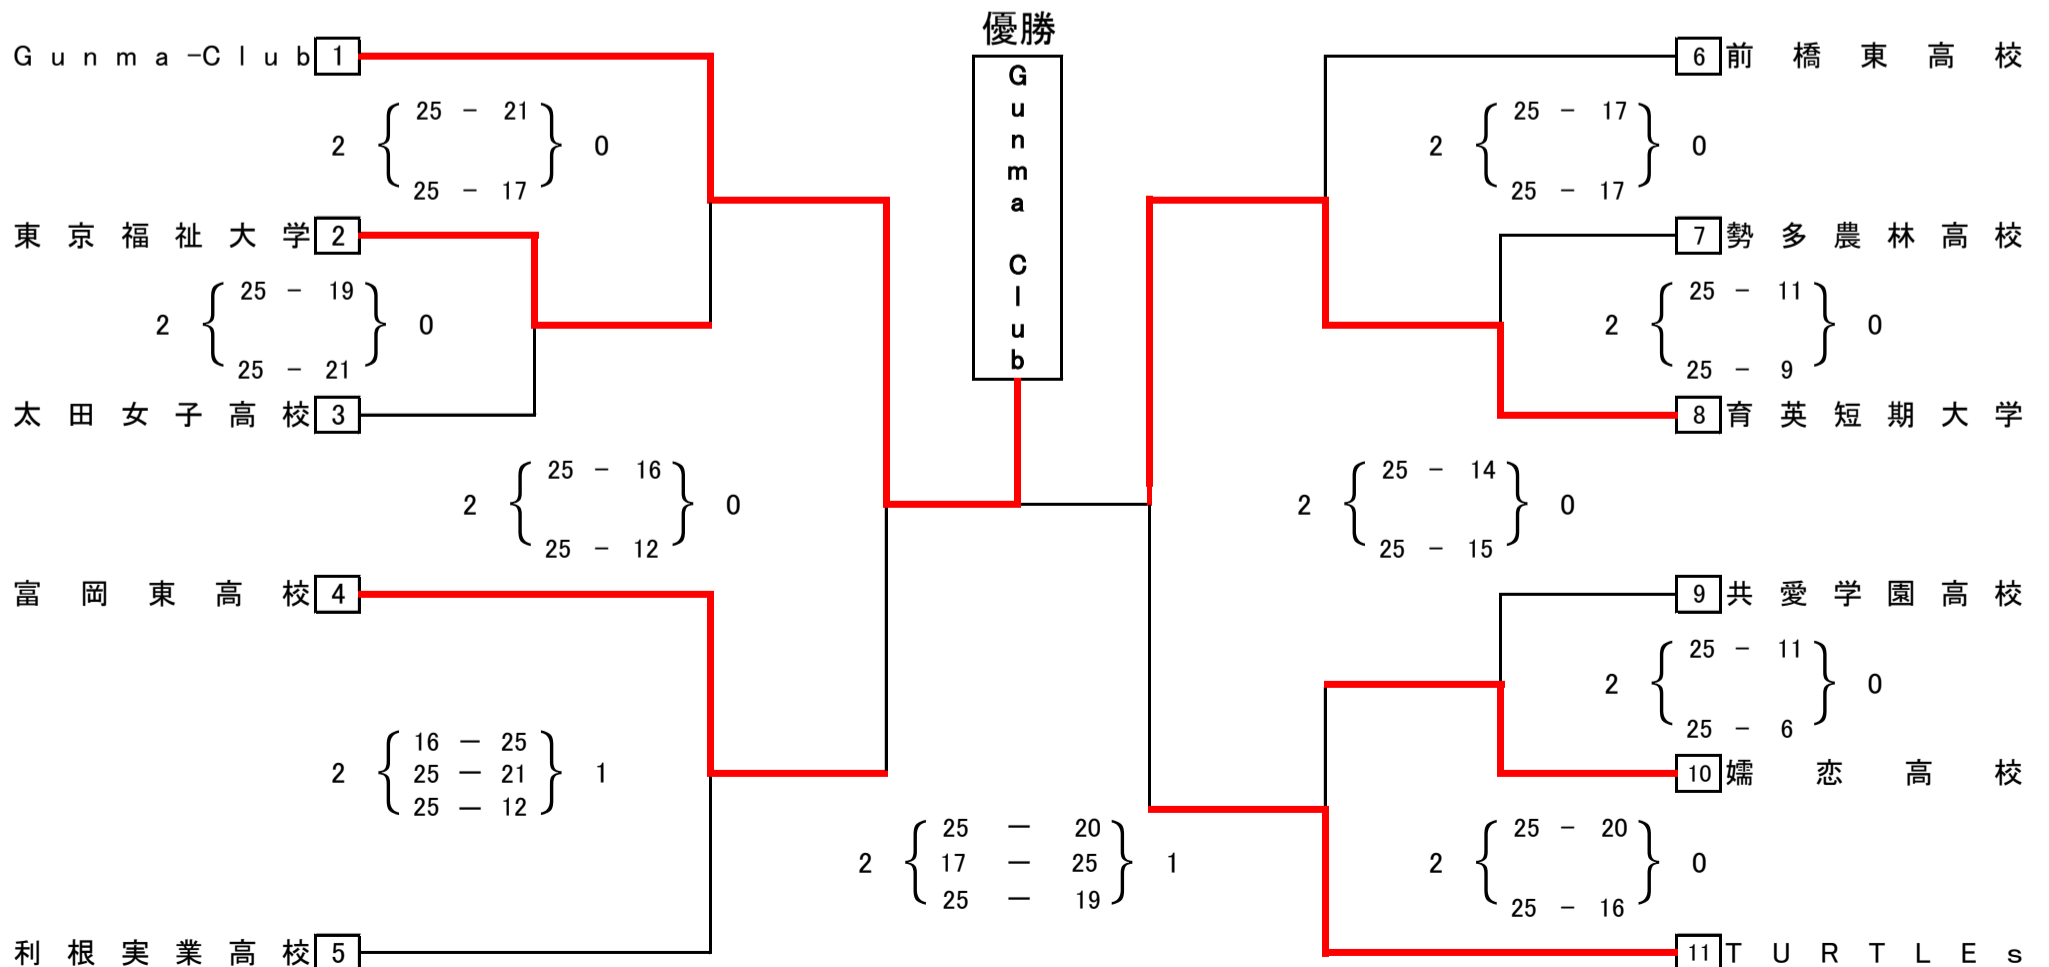 優勝
Gunma Club
Gunma-Club 1
25 - 21
2 { } 0
25 - 17
東京福祉大学 2
25 - 19
2 { } 0
25 - 21
太田女子高校 3
25 - 16
2 { } 0
25 - 12
富岡東高校 4
16 ― 25
2 { 25 ― 21 } 1
25 ― 12
利根実業高校 5
25 ― 20
2 { 17 ― 25 } 1
25 ― 19
6 前橋東高校
25 - 17
2 { } 0
25 - 17
7 勢多農林高校
25 - 11
2 { } 0
25 - 9
8 育英短期大学
25 - 14
2 { } 0
25 - 15
9 共愛学園高校
25 - 11
2 { } 0
25 - 6
10 嬬恋高校
25 - 20
2 { } 0
25 - 16
11 TURTLEs